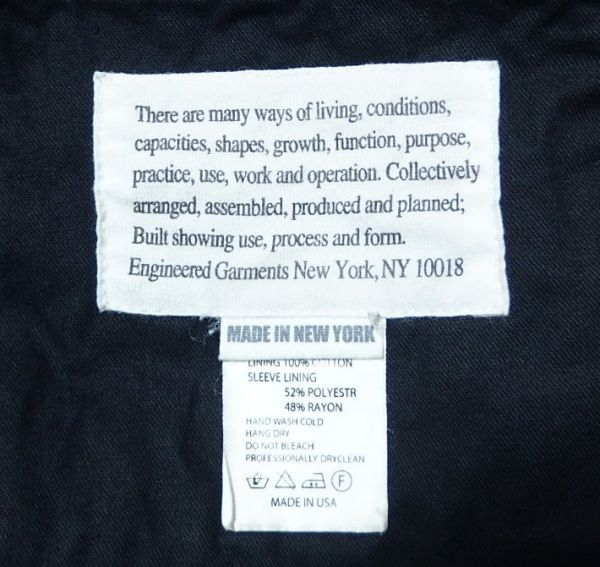 There are many ways of living, conditions,
capacities, shapes, growth, function, purpose,
practice, use, work and operation. Collectively
arranged, assembled, produced and planned;
Built showing use, process and form.
Engineered Garments New York, NY 10018
MADE IN NEW YORK
LINING 100% COTTON
SLEEVE LINING
52% POLYESTR
48% RAYON
HAND WASH COLD
HANG DRY
DO NOT BLEACH
PROFESSIONALLY DRYCLEAN
F
MADE IN USA